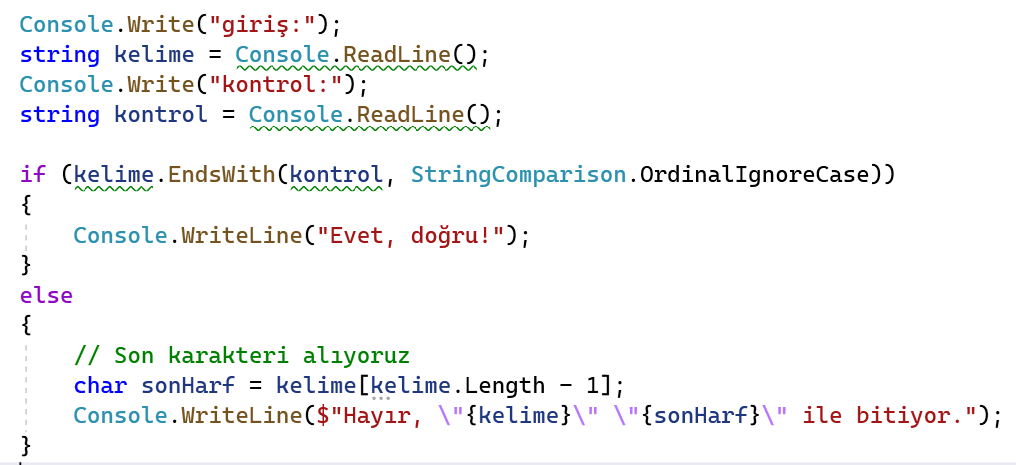 Console.Write("giriş:");
string kelime = Console.ReadLine();
Console.Write("kontrol:");
string kontrol = Console.ReadLine();
if (kelime.EndsWith(kontrol, StringComparison.OrdinalIgnoreCase))
{
Console.WriteLine("Evet, doğru!");
}
else
{
// Son karakteri alıyoruz
char sonHarf = kelime[kelime.Length - 1];
Console.WriteLine($"Hayır, \"{kelime}\" \"{sonHarf}\" ile bitiyor.");
}